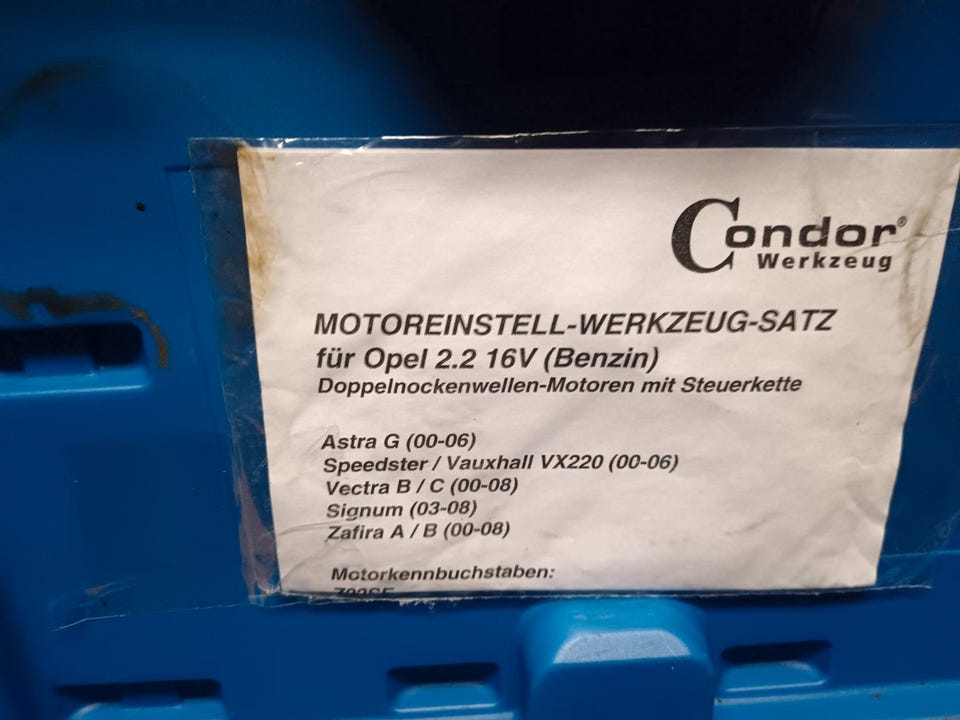 Condor®
Werkzeug
MOTOREINSTELL-WERKZEUG-SATZ
für Opel 2.2 16V (Benzin)
Doppelnockenwellen-Motoren mit Steuerkette
Astra G (00-06)
Speedster / Vauxhall VX220 (00-06)
Vectra B / C (00-08)
Signum (03-08)
Zafira A / B (00-08)
Motorkennbuchstaben: